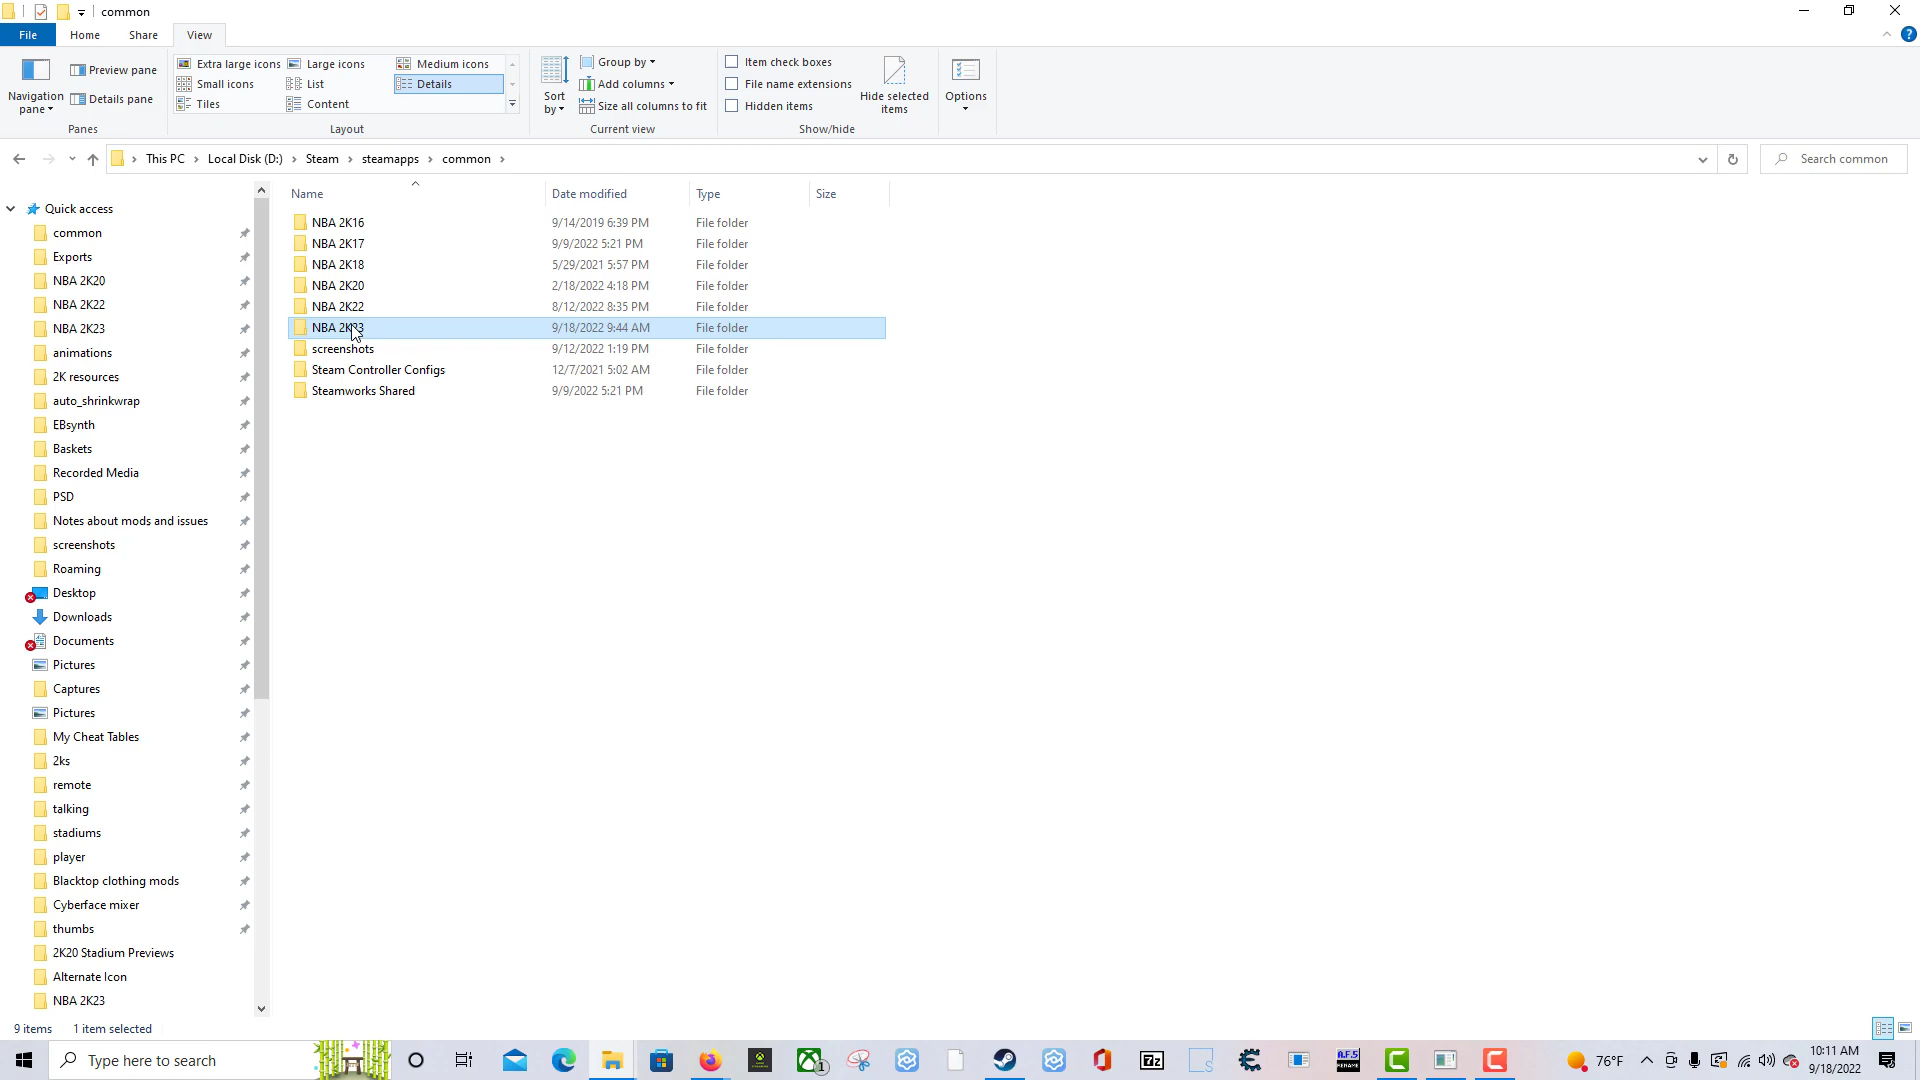 common
File Home Share View
Navigation pane
Preview pane
Details pane
Panes
Extra large icons Large icons Medium icons
Small icons List Details
Tiles Content
Layout
Sort by
Group by
Add columns
Size all columns to fit
Current view
Item check boxes
File name extensions
Hidden items
Hide selected items
Show/hide
Options
This PC Local Disk (D:) Steam steamapps common
Search common
Quick access
common
Exports
NBA 2K20
NBA 2K22
NBA 2K23
animations
2K resources
auto_shrinkwrap
EBsynth
Baskets
Recorded Media
PSD
Notes about mods and issues
screenshots
Roaming
Desktop
Downloads
Documents
Pictures
Captures
Pictures
My Cheat Tables
2ks
remote
talking
stadiums
player
Blacktop clothing mods
Cyberface mixer
thumbs
2K20 Stadium Previews
Alternate Icon
NBA 2K23
Name Date modified Type Size
NBA 2K16 9/14/2019 6:39 PM File folder
NBA 2K17 9/9/2022 5:21 PM File folder
NBA 2K18 5/29/2021 5:57 PM File folder
NBA 2K20 2/18/2022 4:18 PM File folder
NBA 2K22 8/12/2022 8:35 PM File folder
NBA 2K23 9/18/2022 9:44 AM File folder
screenshots 9/12/2022 1:19 PM File folder
Steam Controller Configs 12/7/2021 5:02 AM File folder
Steamworks Shared 9/9/2022 5:21 PM File folder
9 items 1 item selected
Type here to search
1
7z
A.F.5
RENAME
76°F
10:11 AM
9/18/2022